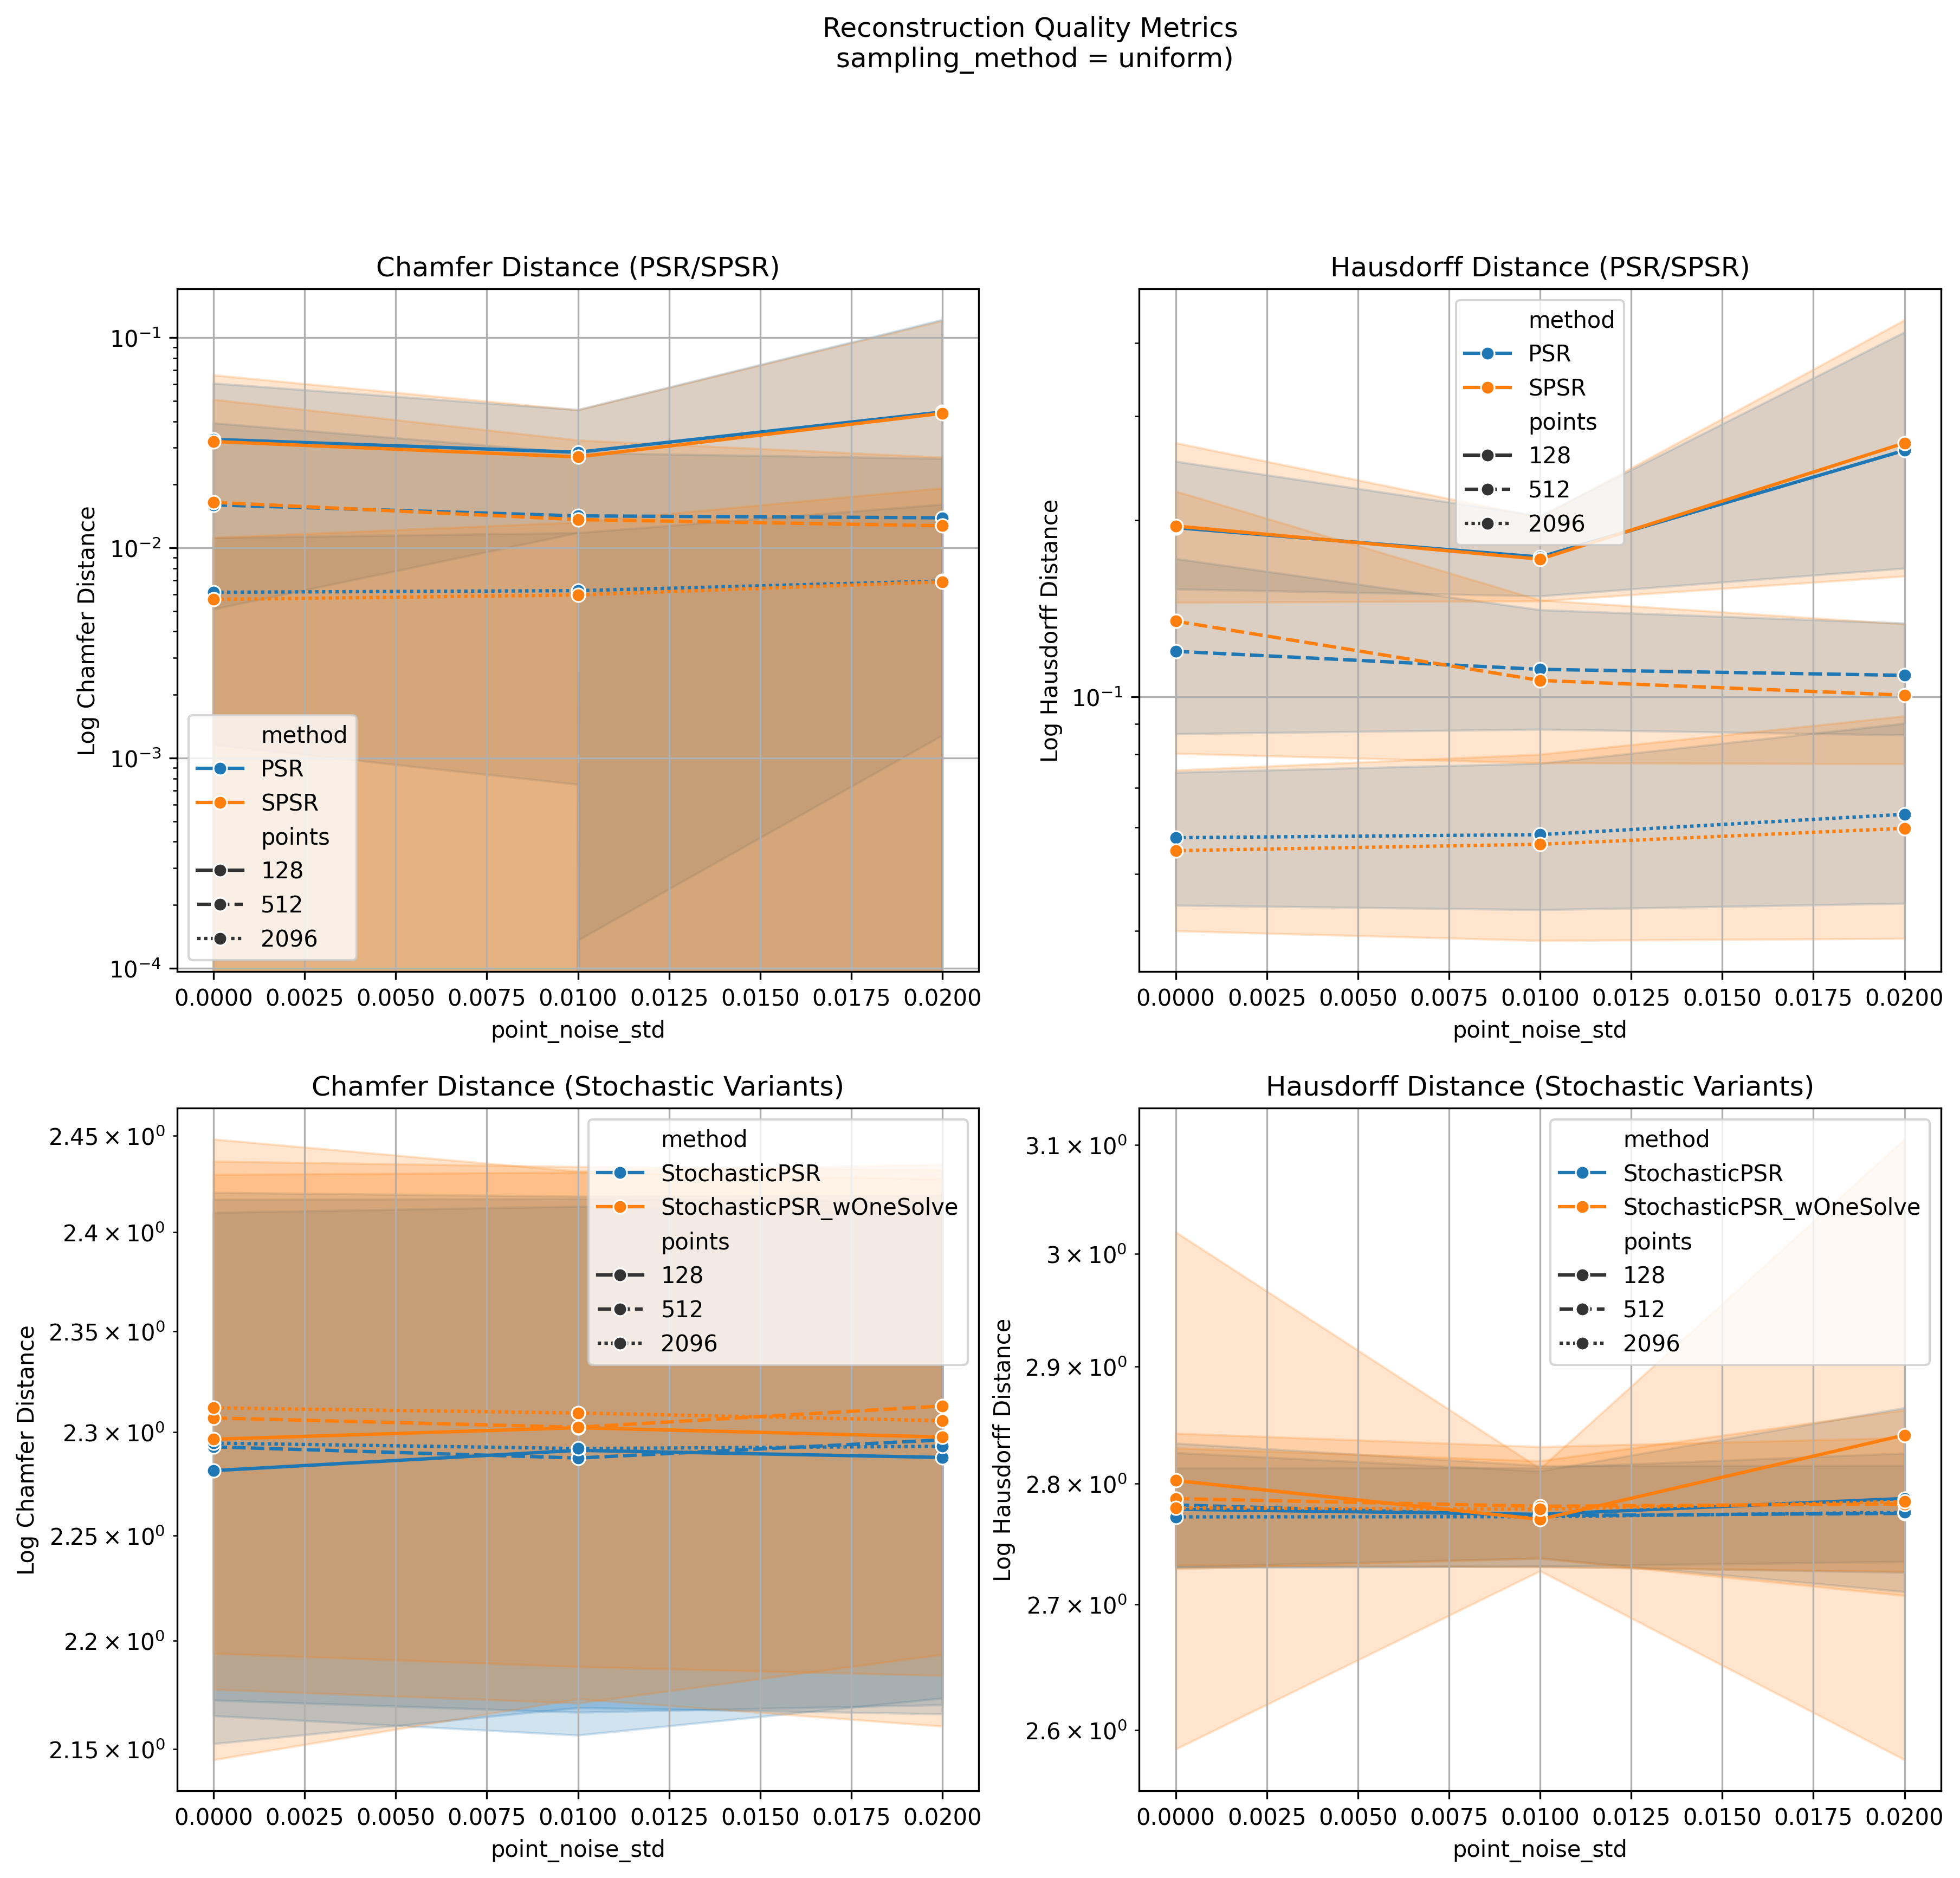 Reconstruction Quality Metrics
sampling_method = uniform)
Chamfer Distance (PSR/SPSR)
Log Chamfer Distance
10⁻¹
10⁻²
10⁻³
10⁻⁴
method
PSR
SPSR
points
128
512
2096
0.0000 0.0025 0.0050 0.0075 0.0100 0.0125 0.0150 0.0175 0.0200
point_noise_std
Hausdorff Distance (PSR/SPSR)
Log Hausdorff Distance
10⁻¹
method
PSR
SPSR
points
128
512
2096
0.0000 0.0025 0.0050 0.0075 0.0100 0.0125 0.0150 0.0175 0.0200
point_noise_std
Chamfer Distance (Stochastic Variants)
Log Chamfer Distance
2.45 × 10⁰
2.4 × 10⁰
2.35 × 10⁰
2.3 × 10⁰
2.25 × 10⁰
2.2 × 10⁰
2.15 × 10⁰
method
StochasticPSR
StochasticPSR_wOneSolve
points
128
512
2096
0.0000 0.0025 0.0050 0.0075 0.0100 0.0125 0.0150 0.0175 0.0200
point_noise_std
Hausdorff Distance (Stochastic Variants)
Log Hausdorff Distance
3.1 × 10⁰
3 × 10⁰
2.9 × 10⁰
2.8 × 10⁰
2.7 × 10⁰
2.6 × 10⁰
method
StochasticPSR
StochasticPSR_wOneSolve
points
128
512
2096
0.0000 0.0025 0.0050 0.0075 0.0100 0.0125 0.0150 0.0175 0.0200
point_noise_std